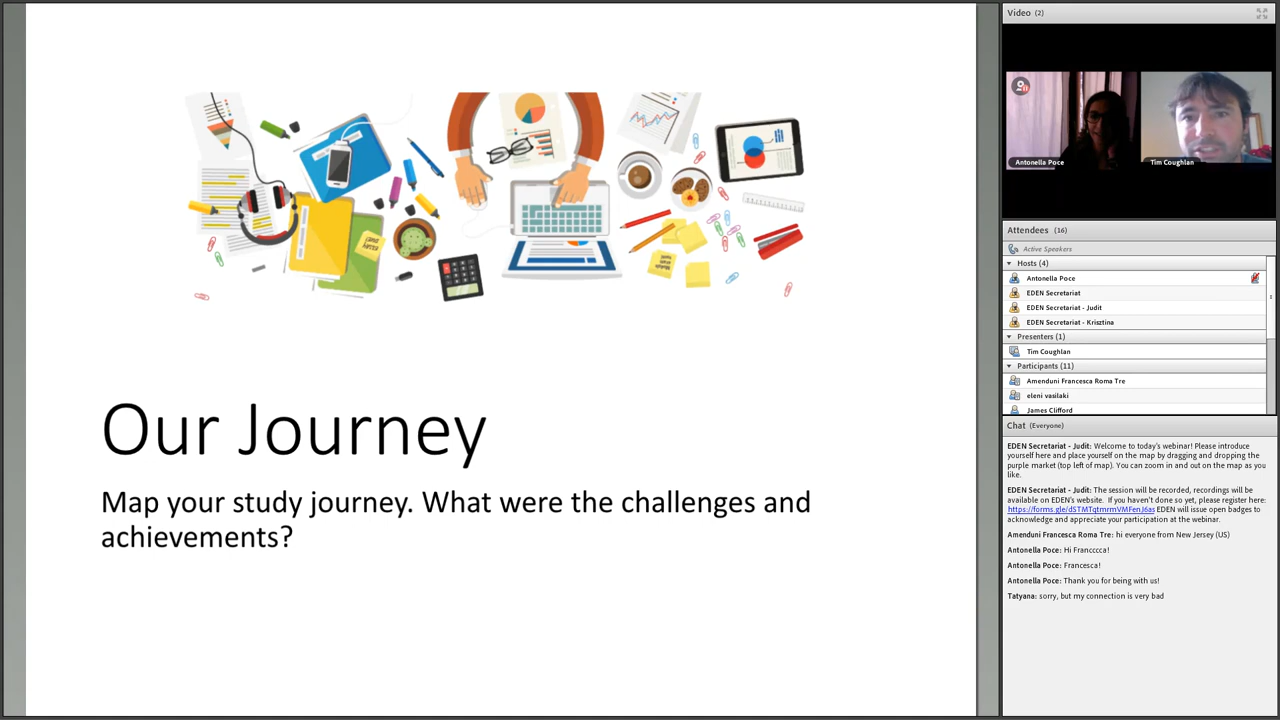 Our Journey
Map your study journey. What were the challenges and
achievements?
Video (2)
Antonella Poce
Tim Coughlan
Attendees (16)
Active Speakers
Hosts (4)
Antonella Poce
EDEN Secretariat
EDEN Secretariat - Judit
EDEN Secretariat - Krisztina
Presenters (1)
Tim Coughlan
Participants (11)
Amenduni Francesca Roma Tre
eleni vasilaki
James Clifford
Chat (Everyone)
EDEN Secretariat - Judit: Welcome to today's webinar! Please introduce
yourself here and place yourself on the map by dragging and dropping the
purple market (top left of map). You can zoom in and out on the map as you
like.
EDEN Secretariat - Judit: The session will be recorded, recordings will be
available on EDEN's website. If you haven't done so yet, please register here:
https://forms.gle/dSTMTqtmrmVMFenJ6as EDEN will issue open badges to
acknowledge and appreciate your participation at the webinar.
Amenduni Francesca Roma Tre: hi everyone from New Jersey (US)
Antonella Poce: Hi Franccca!
Antonella Poce: Francesca!
Antonella Poce: Thank you for being with us!
Tatyana: sorry, but my connection is very bad